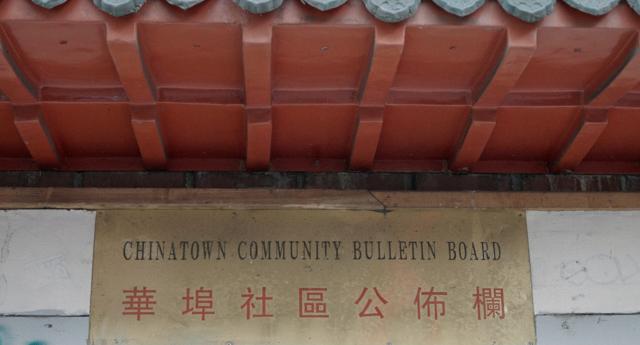 CHINATOWN COMMUNITY BULLETIN BOARD
華埠社區公佈欄